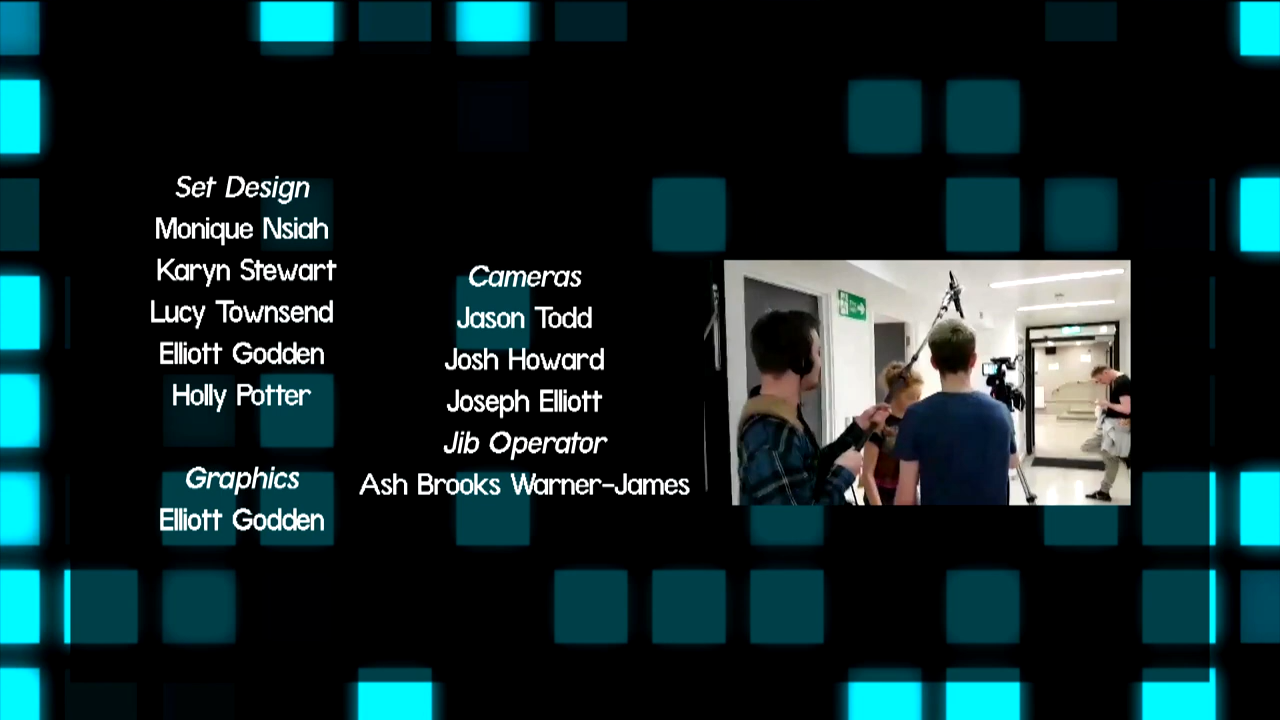 Set Design
Monique Nsiah
Karyn Stewart
Lucy Townsend
Elliott Godden
Holly Potter
Graphics
Elliott Godden
Cameras
Jason Todd
Josh Howard
Joseph Elliott
Jib Operator
Ash Brooks Warner-James